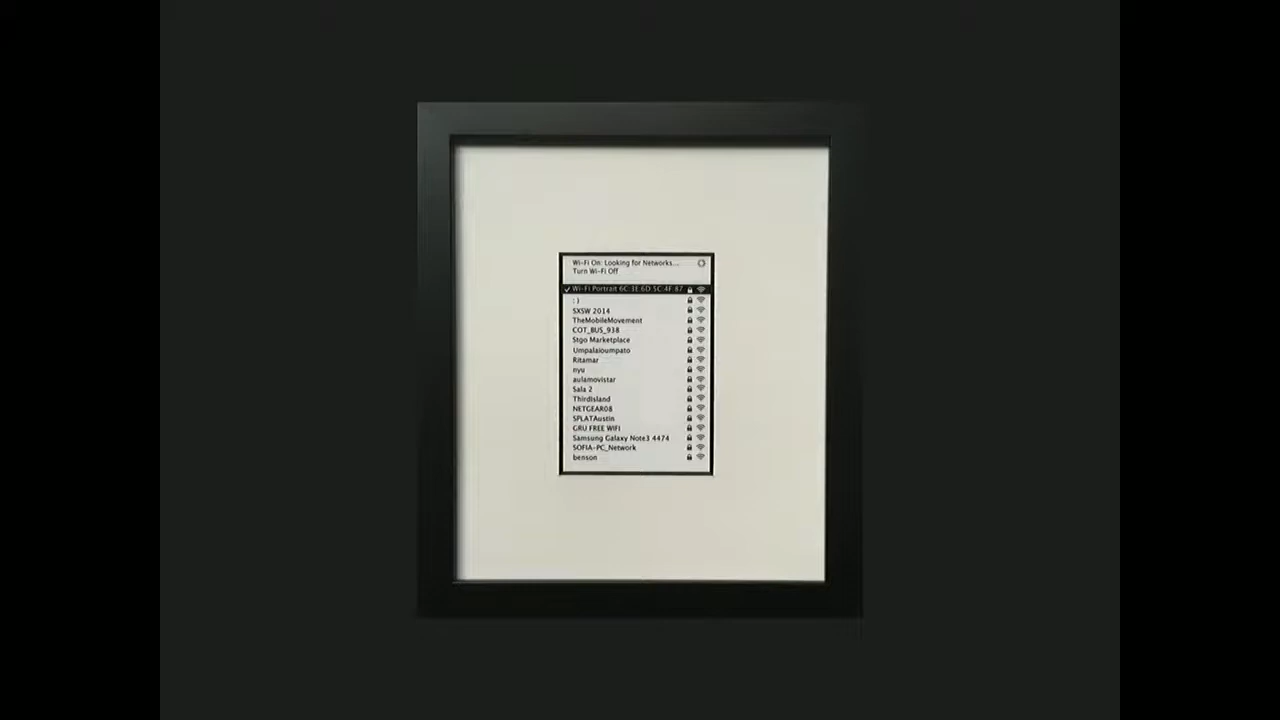 Wi-Fi On: Looking for Networks...
Turn Wi-Fi Off
Wi-Fi Portrait 6C:3E:6D:5C:4F:87
: )
SXSW 2014
TheMobileMovement
COT_BUS_938
Stgo Marketplace
Umpalaioumpato
Ritamar
nyu
aulamovistar
Sala 2
Thirdisland
NETGEAR08
SPLATAustin
GRU FREE WIFI
Samsung Galaxy Note3 4474
SOFIA-PC_Network
benson